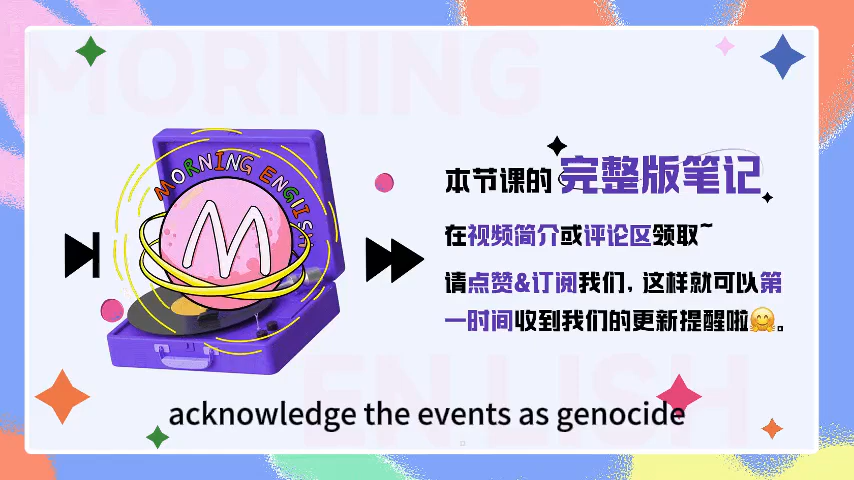 MORNING
MORNING ENGLISH
M
本节课的 完整版笔记
在视频简介或评论区领取~
请点赞&订阅我们，这样就可以第
一时间收到我们的更新提醒啦🤗。
acknowledge the events as genocide